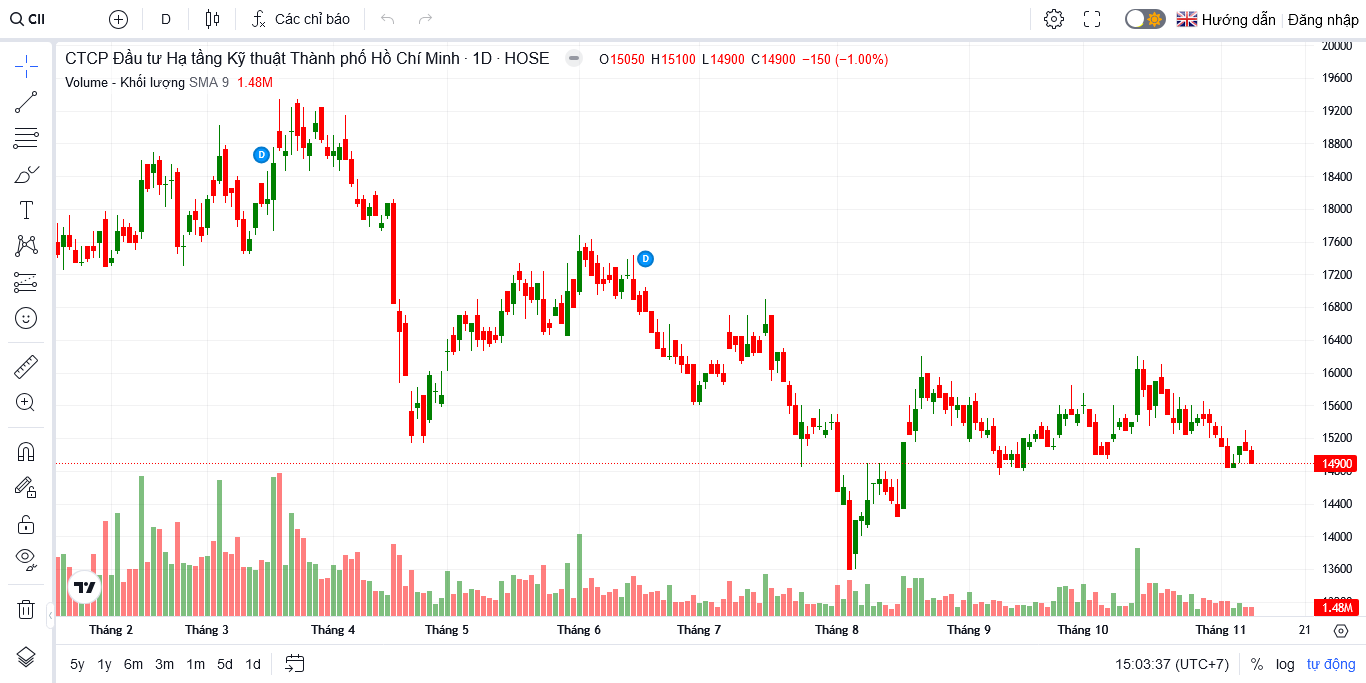 CII D Các chỉ báo Hướng dẫn Đăng nhập
CTCP Đầu tư Hạ tầng Kỹ thuật Thành phố Hồ Chí Minh · 1D · HOSE O15050 H15100 L14900 C14900 −150 (−1.00%)
Volume - Khối lượng SMA 9 1.48M
D
D
20000
19600
19200
18800
18400
18000
17600
17200
16800
16400
16000
15600
15200
14900
14400
14000
13600
1.48M
Tháng 2 Tháng 3 Tháng 4 Tháng 5 Tháng 6 Tháng 7 Tháng 8 Tháng 9 Tháng 10 Tháng 11 21
5y 1y 6m 3m 1m 5d 1d 15:03:37 (UTC+7) % log tự động